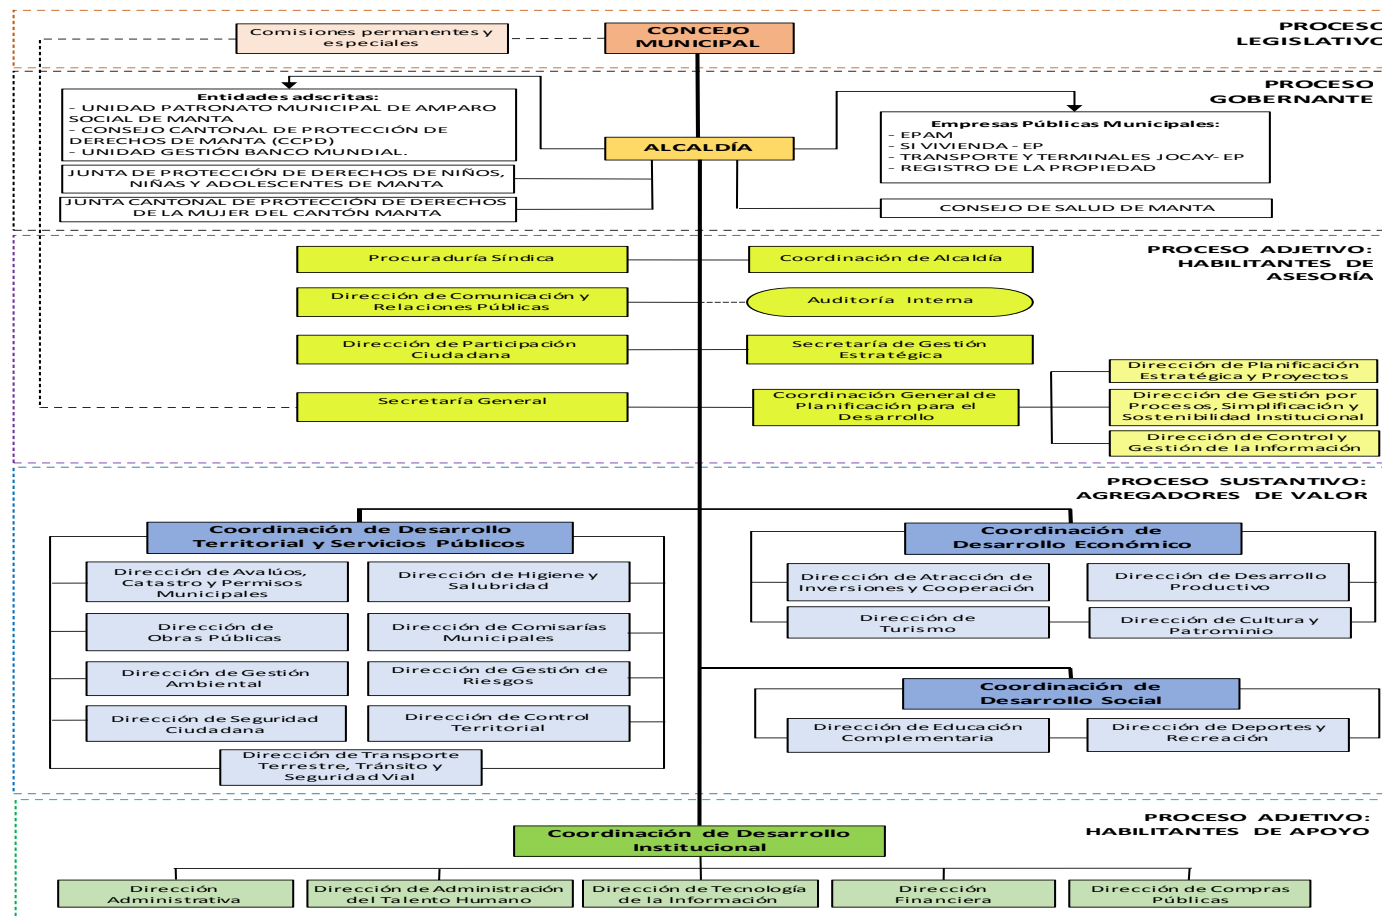 Comisiones permanentes y
especiales
CONCEJO
MUNICIPAL
PROCESO
LEGISLATIVO
PROCESO
GOBERNANTE
Entidades adscritas:
- UNIDAD PATRONATO MUNICIPAL DE AMPARO
SOCIAL DE MANTA
- CONSEJO CANTONAL DE PROTECCIÓN DE
DERECHOS DE MANTA (CCPD)
- UNIDAD GESTIÓN BANCO MUNDIAL.
ALCALDÍA
Empresas Públicas Municipales:
- EPAM
- SI VIVIENDA - EP
- TRANSPORTE Y TERMINALES JOCAY- EP
- REGISTRO DE LA PROPIEDAD
JUNTA DE PROTECCIÓN DE DERECHOS DE NIÑOS,
NIÑAS Y ADOLESCENTES DE MANTA
JUNTA CANTONAL DE PROTECCIÓN DE DERECHOS
DE LA MUJER DEL CANTÓN MANTA
CONSEJO DE SALUD DE MANTA
PROCESO ADJETIVO:
HABILITANTES DE
ASESORÍA
Procuraduría Síndica
Coordinación de Alcaldía
Dirección de Comunicación y
Relaciones Públicas
Auditoría Interna
Dirección de Participación
Ciudadana
Secretaría de Gestión
Estratégica
Secretaría General
Coordinación General de
Planificación para el
Desarrollo
Dirección de Planificación
Estratégica y Proyectos
Dirección de Gestión por
Procesos, Simplificación y
Sostenibilidad Institucional
Dirección de Control y
Gestión de la Información
PROCESO SUSTANTIVO:
AGREGADORES DE VALOR
Coordinación de Desarrollo
Territorial y Servicios Públicos
Dirección de Avalúos,
Catastro y Permisos
Municipales
Dirección de Higiene y
Salubridad
Dirección de
Obras Públicas
Dirección de Comisarías
Municipales
Dirección de Gestión
Ambiental
Dirección de Gestión de
Riesgos
Dirección de Seguridad
Ciudadana
Dirección de Control
Territorial
Dirección de Transporte
Terrestre, Tránsito y
Seguridad Vial
Coordinación de
Desarrollo Económico
Dirección de Atracción de
Inversiones y Cooperación
Dirección de Desarrollo
Productivo
Dirección de
Turismo
Dirección de Cultura y
Patrominio
Coordinación de
Desarrollo Social
Dirección de Educación
Complementaria
Dirección de Deportes y
Recreación
PROCESO ADJETIVO:
HABILITANTES DE APOYO
Coordinación de Desarrollo
Institucional
Dirección
Administrativa
Dirección de Administración
del Talento Humano
Dirección de Tecnología
de la Información
Dirección
Financiera
Dirección de Compras
Públicas